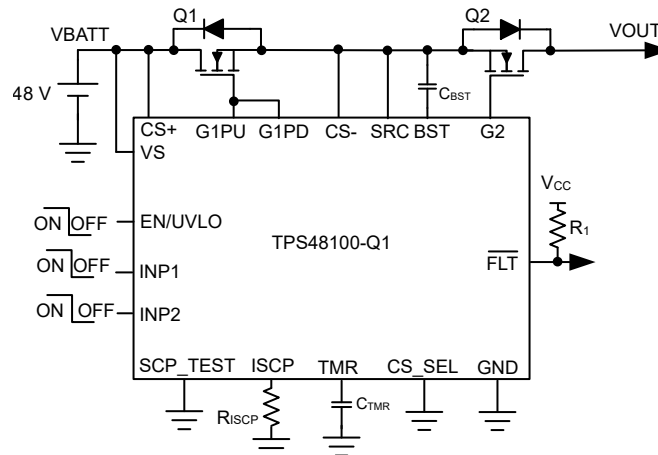 Q1
Q2
VBATT
VOUT
48 V
CBST
CS+
G1PU
G1PD
CS-
SRC
BST
G2
VS
ON
OFF
EN/UVLO
TPS48100-Q1
VCC
R1
FLT
ON
OFF
INP1
ON
OFF
INP2
SCP_TEST
ISCP
TMR
CS_SEL
GND
RISCP
CTMR